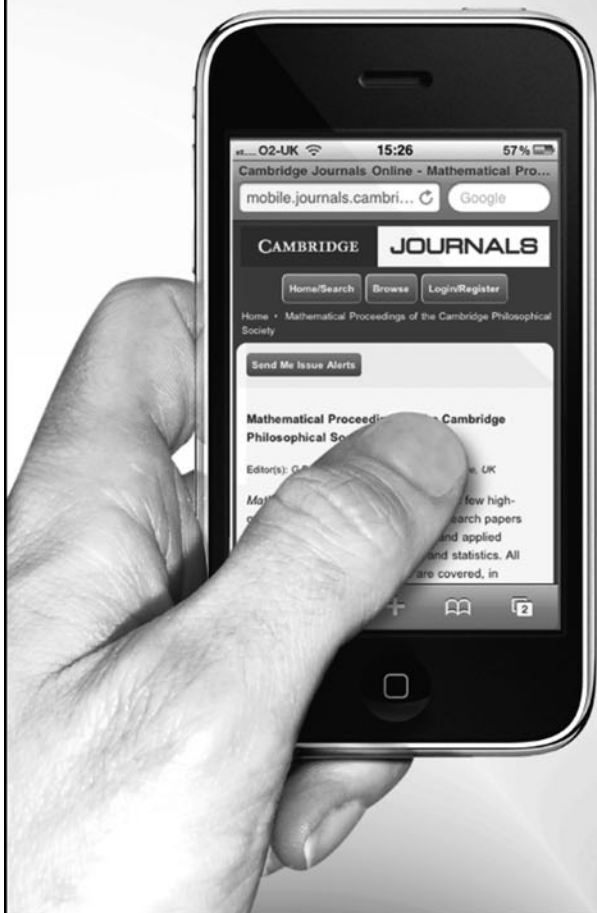 O2-UK 15:26 57%
Cambridge Journals Online - Mathematical Pro...
mobile.journals.cambri... Google
CAMBRIDGE JOURNALS
Home/Search Browse Login/Register
Home • Mathematical Proceedings of the Cambridge Philosophical
Society
Send Me Issue Alerts
Mathematical Cambridge
Philosophical
Editor(s): UK
few high-
papers
and applied
and statistics. All
are covered, in
2